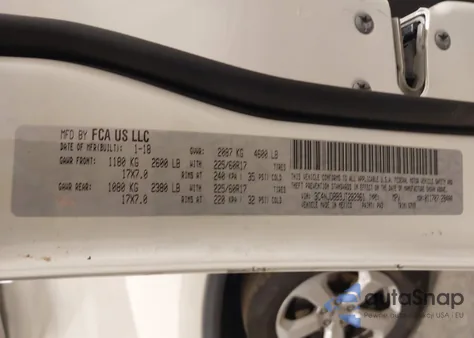 MFD BY FCA US LLC
DATE OF MFR(BUILT): 1-18 GVWR: 2087 KG 4600 LB
GAWR FRONT: 1180 KG 2600 LB WITH 225/60R17 TIRES
17X7.0 RIMS AT 240 KPA / 35 PSI COLD
GAWR REAR: 1080 KG 2380 LB WITH 225/60R17 TIRES
17X7.0 RIMS AT 220 KPA / 32 PSI COLD
THIS VEHICLE CONFORMS TO ALL APPLICABLE U.S.A. FEDERAL MOTOR VEHICLE SAFETY AND
THEFT PREVENTION STANDARDS IN EFFECT ON THE DATE OF MANUFACTURE SHOWN ABOVE.
VEHICLE MADE IN MEXICO
autoSnap
USA | EU